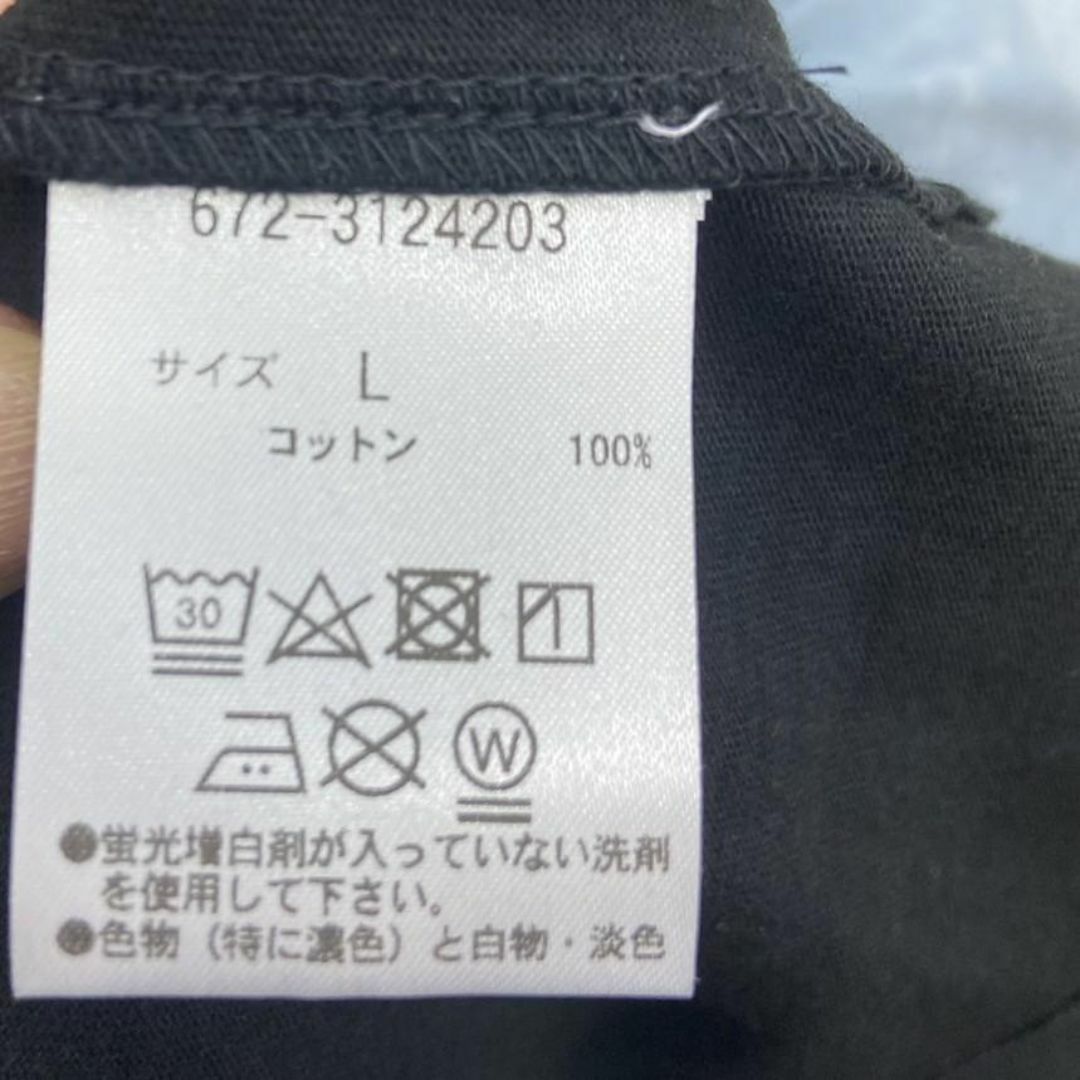 672-3124203
サイズ L
コットン 100%
30
W
●蛍光増白剤が入っていない洗剤
を使用して下さい。
●色物（特に濃色）と白物・淡色